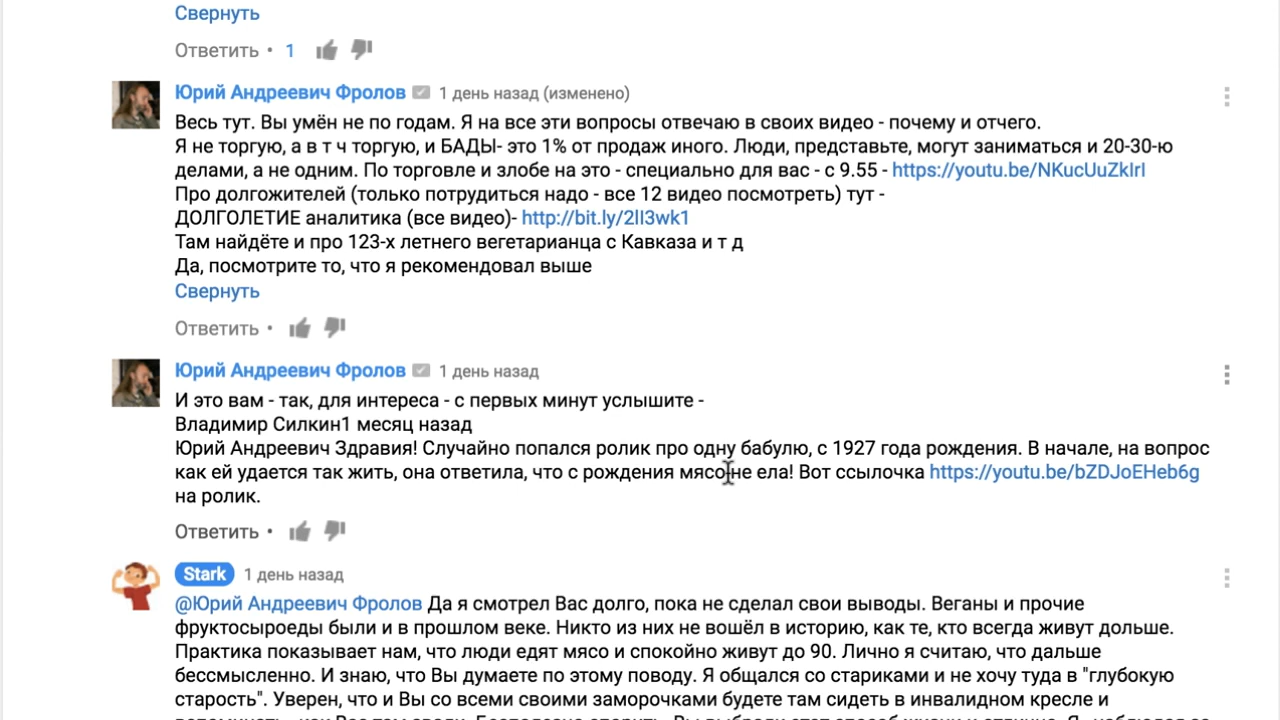 Свернуть
Ответить • 1
Юрий Андреевич Фролов 1 день назад (изменено)
Весь тут. Вы умён не по годам. Я на все эти вопросы отвечаю в своих видео - почему и отчего.
Я не торгую, а в т ч торгую, и БАДЫ- это 1% от продаж иного. Люди, представьте, могут заниматься и 20-30-ю
делами, а не одним. По торговле и злобе на это - специально для вас - с 9.55 - https://youtu.be/NKucUuZklrI
Про долгожителей (только потрудиться надо - все 12 видео посмотреть) тут -
ДОЛГОЛЕТИЕ аналитика (все видео)- http://bit.ly/2lI3wk1
Там найдёте и про 123-х летнего вегетарианца с Кавказа и т д
Да, посмотрите то, что я рекомендовал выше
Свернуть
Ответить •
Юрий Андреевич Фролов 1 день назад
И это вам - так, для интереса - с первых минут услышите -
Владимир Силкин1 месяц назад
Юрий Андреевич Здравия! Случайно попался ролик про одну бабулю, с 1927 года рождения. В начале, на вопрос
как ей удается так жить, она ответила, что с рождения мясо не ела! Вот ссылочка https://youtu.be/bZDJoEHeb6g
на ролик.
Ответить •
Stark 1 день назад
@Юрий Андреевич Фролов Да я смотрел Вас долго, пока не сделал свои выводы. Веганы и прочие
фруктосыроеды были и в прошлом веке. Никто из них не вошёл в историю, как те, кто всегда живут дольше.
Практика показывает нам, что люди едят мясо и спокойно живут до 90. Лично я считаю, что дальше
бессмысленно. И знаю, что Вы думаете по этому поводу. Я общался со стариками и не хочу туда в "глубокую
старость". Уверен, что и Вы со всеми своими заморочками будете там сидеть в инвалидном кресле и